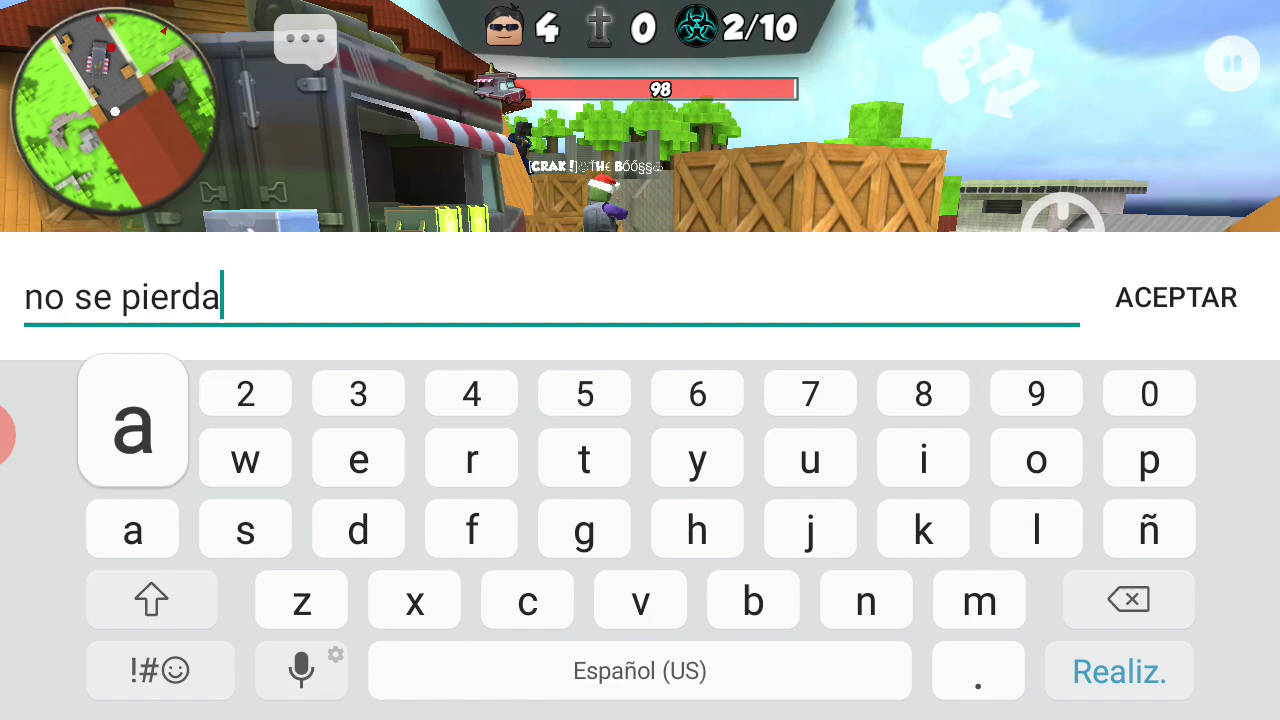 4 0 2/10
98
[CRAK !]
no se pierda
ACEPTAR
a 2 3 4 5 6 7 8 9 0
w e r t y u i o p
a s d f g h j k l ñ
z x c v b n m
!#☺ Español (US) . Realiz.